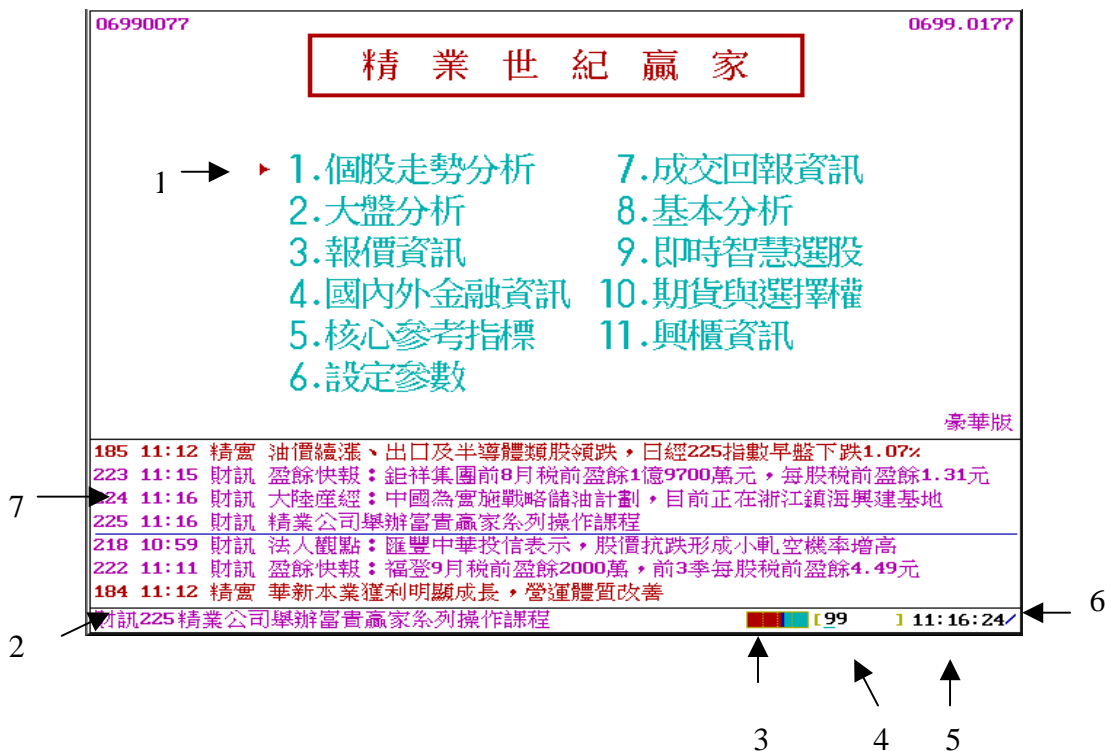 06990077 0699.0177
精業世紀贏家
1
1.個股走勢分析 7.成交回報資訊
2.大盤分析 8.基本分析
3.報價資訊 9.即時智慧選股
4.國內外金融資訊 10.期貨與選擇權
5.核心參考指標 11.興櫃資訊
6.設定參數
豪華版
185 11:12 精實 油價續漲、出口及半導體類股領跌，日經225指數早盤下跌1.07%
223 11:15 財訊 盈餘快報：鉅祥集團前8月稅前盈餘1億9700萬元，每股稅前盈餘1.31元
7
224 11:16 財訊 大陸產經：中國為實施戰略儲油計劃，目前正在浙江鎮海興建基地
225 11:16 財訊 精業公司舉辦富貴贏家系列操作課程
218 10:59 財訊 法人觀點：匯豐中華投信表示，股價抗跌形成小軋空機率增高
222 11:11 財訊 盈餘快報：福登9月稅前盈餘2000萬，前3季每股稅前盈餘4.49元
184 11:12 精實 華新本業獲利明顯成長，營運體質改善
6
財訊225精業公司舉辦富貴贏家系列操作課程 [99 ] 11:16:24
2
3 4 5